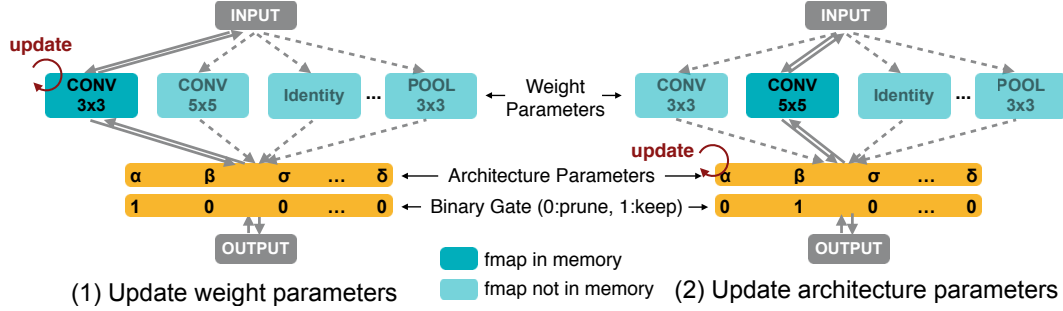 INPUT
update
CONV
3x3
CONV
5x5
Identity
...
POOL
3x3
α β σ ... δ
1 0 0 ... 0
OUTPUT
(1) Update weight parameters
Weight
Parameters
Architecture Parameters
Binary Gate (0:prune, 1:keep)
fmap in memory
fmap not in memory
INPUT
CONV
3x3
CONV
5x5
Identity
...
POOL
3x3
update
α β σ ... δ
0 1 0 ... 0
OUTPUT
(2) Update architecture parameters